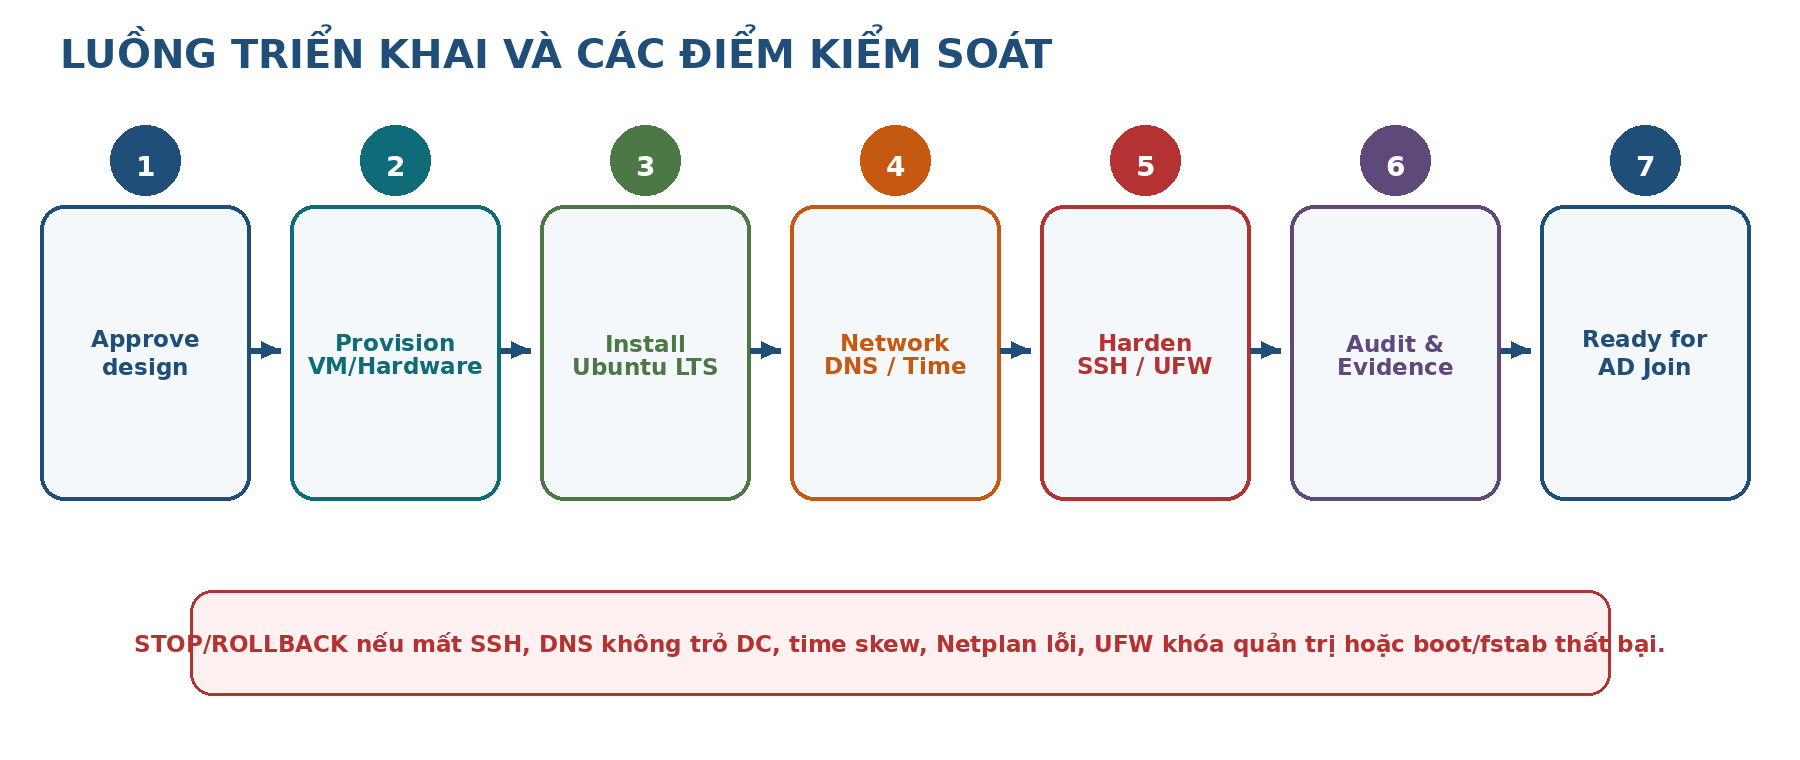 LUỒNG TRIỂN KHAI VÀ CÁC ĐIỂM KIỂM SOÁT
1
2
3
4
5
6
7
Approve
design
Provision
VM/Hardware
Install
Ubuntu LTS
Network
DNS / Time
Harden
SSH / UFW
Audit &
Evidence
Ready for
AD Join
STOP/ROLLBACK nếu mất SSH, DNS không trỏ DC, time skew, Netplan lỗi, UFW khóa quản trị hoặc boot/fstab thất bại.